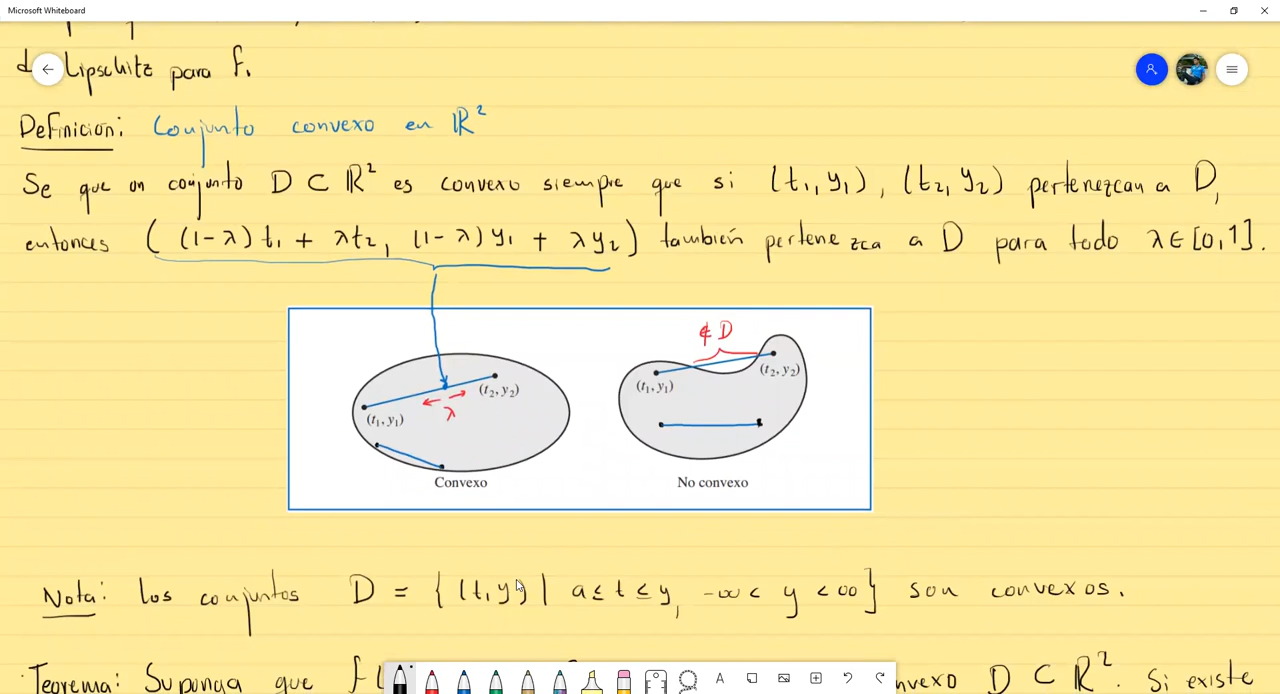 Microsoft Whiteboard
Lipschitz para f.
Definición: Conjunto convexo en ℝ²
Se que un conjunto D ⊂ ℝ² es convexo siempre que si (t₁, y₁), (t₂, y₂) pertenezcan a D,
entonces ((1-λ)t₁ + λt₂, (1-λ)y₁ + λy₂) también pertenezca a D para todo λ∈[0,1].
∉ D
(t₁, y₁) (t₂, y₂) (t₁, y₁) (t₂, y₂)
λ
Convexo No convexo
Nota: los conjuntos D = {(t,y) | a ≤ t ≤ y, -∞ < y < ∞} son convexos.
Teorema: Suponga que f( nvexo D ⊂ ℝ². Si existe
A